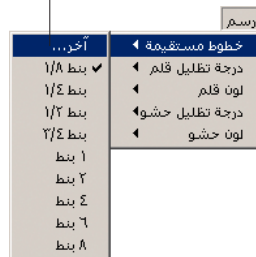 رسم
خطوط مستقيمة
درجة تظليل قلم
لون قلم
درجة تظليل حشو
لون حشو
آخر...
✔ بنط ١/٨
بنط ١/٤
بنط ١/٢
بنط ٣/٤
١ بنط
٢ بنط
٤ بنط
٦ بنط
٨ بنط